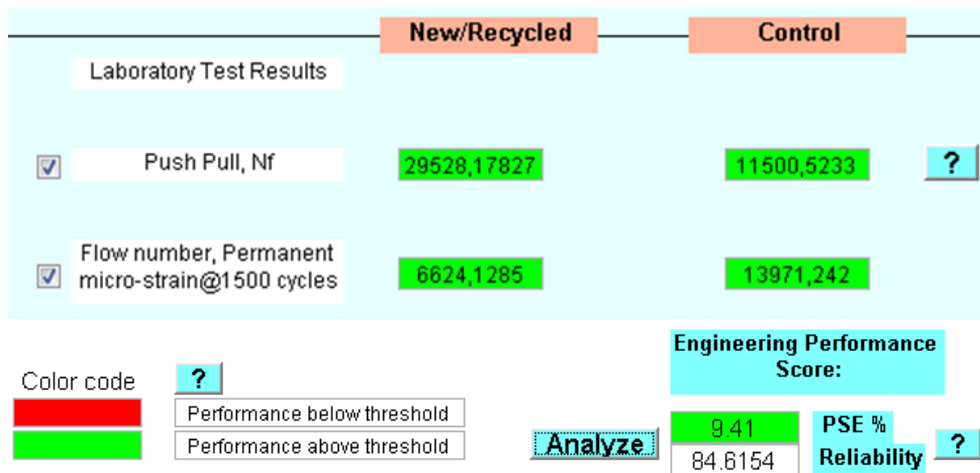 New/Recycled Control
Laboratory Test Results
Push Pull, Nf 29528,17827 11500,5233 ?
Flow number, Permanent
micro-strain@1500 cycles 6624,1285 13971,242
Engineering Performance
Score:
Color code ?
Performance below threshold
Performance above threshold
Analyze 9.41 PSE %
84.6154 Reliability ?